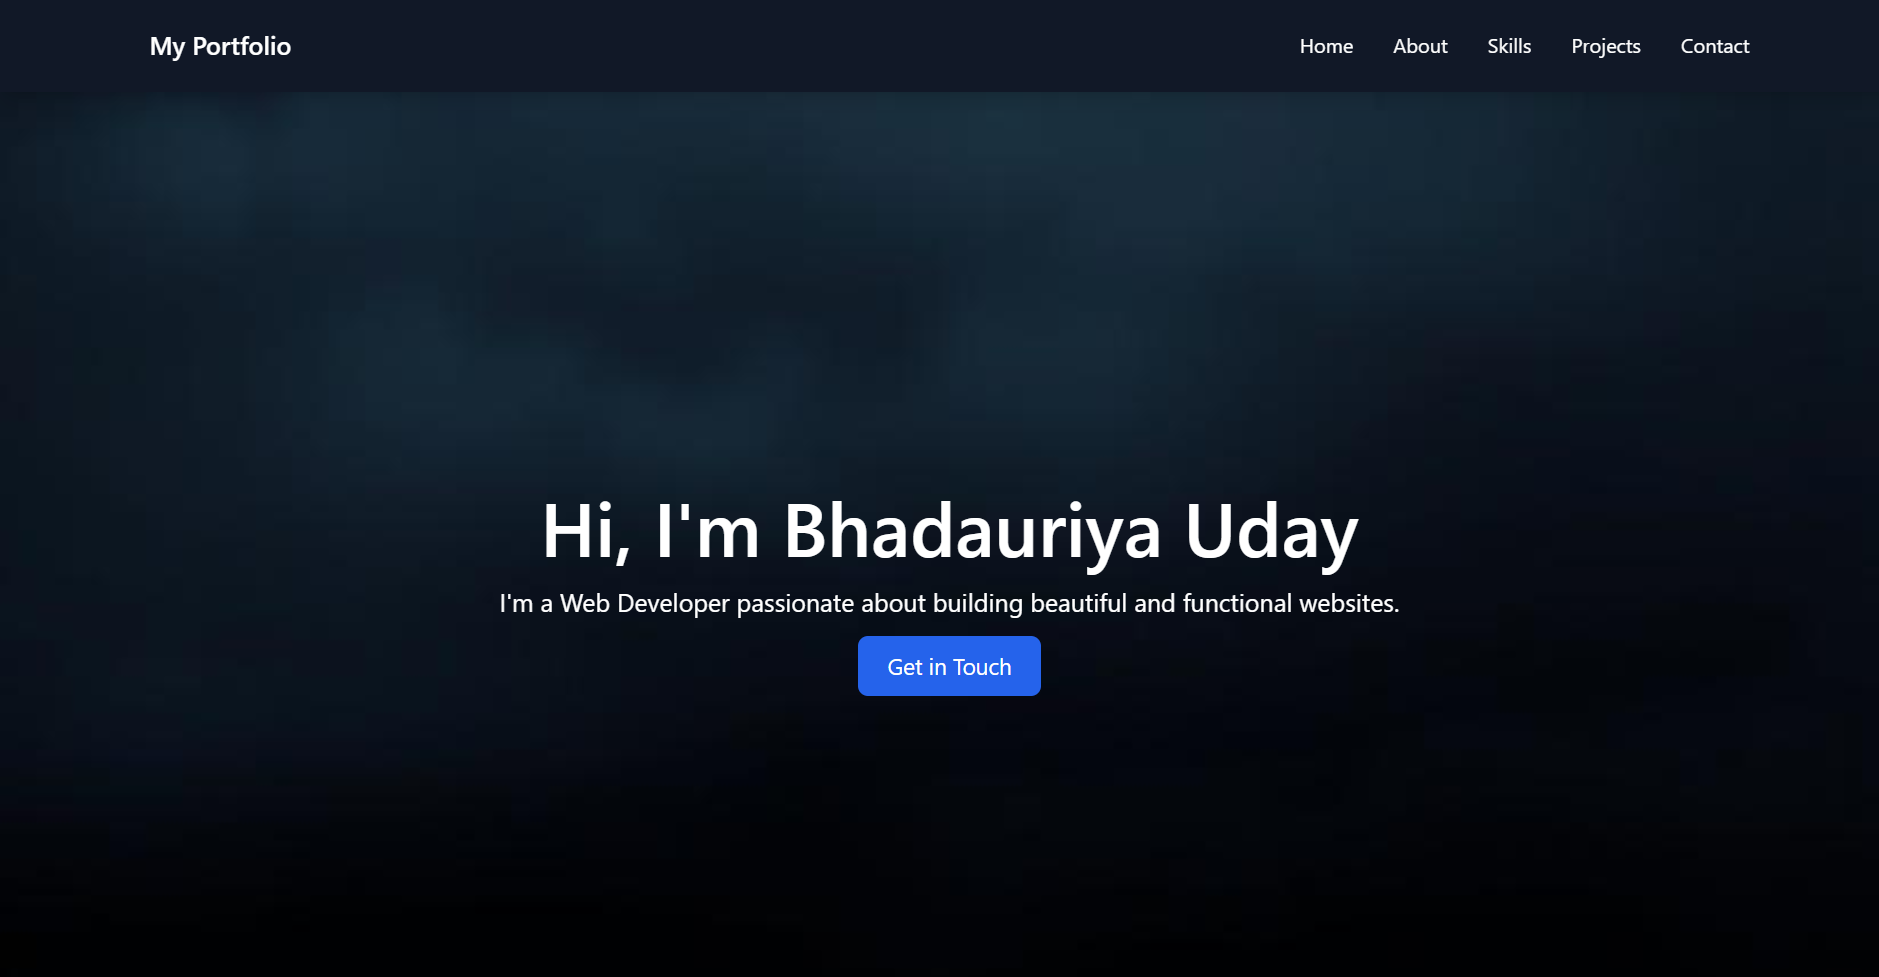 My Portfolio
Home About Skills Projects Contact
Hi, I'm Bhadauriya Uday
I'm a Web Developer passionate about building beautiful and functional websites.
Get in Touch